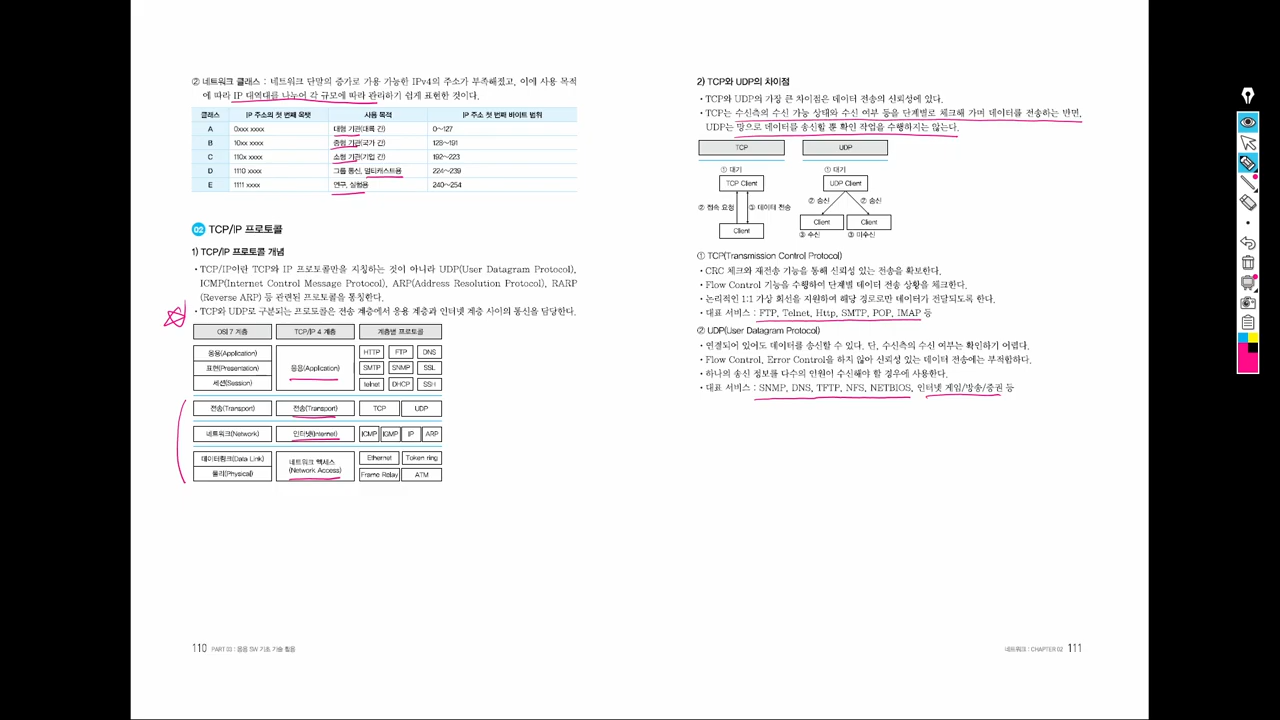 ② 네트워크 클래스 : 네트워크 단말의 증가로 가용 가능한 IPv4의 주소가 부족해졌고, 이에 사용 목적
에 따라 IP 대역대를 나누어 각 규모에 따라 관리하기 쉽게 표현한 것이다.
클래스 IP 주소의 첫 번째 옥텟 사용 목적 IP 주소 첫 번째 바이트 범위
A 0xxx xxxx 대형 기관(대륙 간) 0~127
B 10xx xxxx 중형 기관(국가 간) 128~191
C 110x xxxx 소형 기관(기업 간) 192~223
D 1110 xxxx 그룹 통신, 멀티캐스트용 224~239
E 1111 xxxx 연구, 실험용 240~254
02 TCP/IP 프로토콜
1) TCP/IP 프로토콜 개념
• TCP/IP이란 TCP와 IP 프로토콜만을 지칭하는 것이 아니라 UDP(User Datagram Protocol),
ICMP(Internet Control Message Protocol), ARP(Address Resolution Protocol), RARP
(Reverse ARP) 등 관련된 프로토콜을 통칭한다.
• TCP와 UDP로 구분되는 프로토콜은 전송 계층에서 응용 계층과 인터넷 계층 사이의 통신을 담당한다.
OSI 7 계층 TCP/IP 4 계층 계층별 프로토콜
응용(Application)
표현(Presentation)
세션(Session)
응용(Application)
HTTP FTP DNS
SMTP SNMP SSL
telnet DHCP SSH
전송(Transport) 전송(Transport) TCP UDP
네트워크(Network) 인터넷(Internet) ICMP IGMP IP ARP
데이터링크(Data Link)
물리(Physical)
네트워크 액세스
(Network Access)
Ethernet Token ring
Frame Relay ATM
110 PART 03 : 응용 SW 기초 기술 활용
2) TCP와 UDP의 차이점
• TCP와 UDP의 가장 큰 차이점은 데이터 전송의 신뢰성에 있다.
• TCP는 수신측의 수신 가능 상태와 수신 여부 등을 단계별로 체크해 가며 데이터를 전송하는 반면,
UDP는 망으로 데이터를 송신할 뿐 확인 작업을 수행하지는 않는다.
TCP UDP
① 대기
TCP Client
② 접속 요청 ③ 데이터 전송
Client
① 대기
UDP Client
② 송신 ② 송신
Client Client
③ 수신 ③ 미수신
① TCP(Transmission Control Protocol)
• CRC 체크와 재전송 기능을 통해 신뢰성 있는 전송을 확보한다.
• Flow Control 기능을 수행하여 단계별 데이터 전송 상황을 체크한다.
• 논리적인 1:1 가상 회선을 지원하여 해당 경로로만 데이터가 전달되도록 한다.
• 대표 서비스 : FTP, Telnet, Http, SMTP, POP, IMAP 등
② UDP(User Datagram Protocol)
• 연결되어 있어도 데이터를 송신할 수 있다. 단, 수신측의 수신 여부는 확인하기 어렵다.
• Flow Control, Error Control을 하지 않아 신뢰성 있는 데이터 전송에는 부적합하다.
• 하나의 송신 정보를 다수의 인원이 수신해야 할 경우에 사용한다.
• 대표 서비스 : SNMP, DNS, TFTP, NFS, NETBIOS, 인터넷 게임/방송/증권 등
네트워크 : CHAPTER 02 111